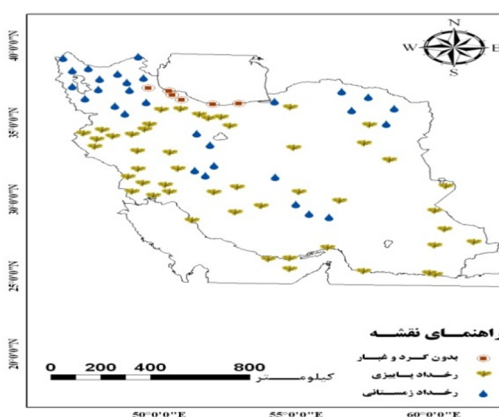 N
W E
S
40°0'0"N
35°0'0"N
30°0'0"N
25°0'0"N
20°0'0"N
راهنمای نقشه
بدون گرد و غبار
رخداد پاییزی
رخداد زمستانی
0 200 400 800
کیلومتر
50°0'0"E 55°0'0"E 60°0'0"E